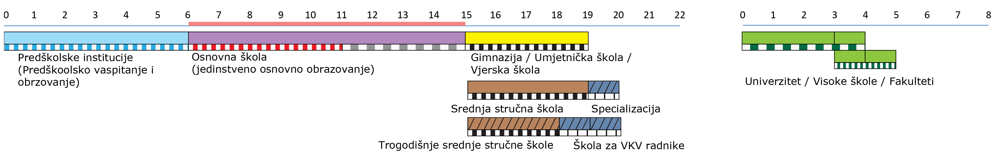 0 1 2 3 4 5 6 7 8 9 10 11 12 13 14 15 16 17 18 19 20 21 22
0 1 2 3 4 5 6 7 8
Predškolske institucije
(Predškoolsko vaspitanje i
obrzovanje)
Osnovna škola
(jedinstveno osnovno obrazovanje)
Gimnazija / Umjetnička škola /
Vjerska škola
Srednja stručna škola
Specializacija
Trogodišnje srednje stručne škole
Škola za VKV radnike
Univerzitet / Visoke škole / Fakulteti